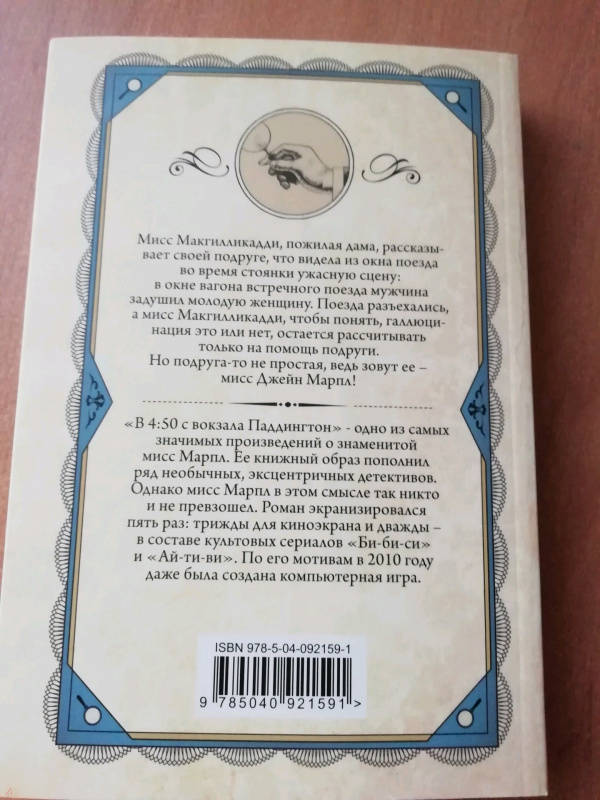 Мисс Макгилликадди, пожилая дама, рассказы-
вает своей подруге, что видела из окна поезда
во время стоянки ужасную сцену:
в окне вагона встречного поезда мужчина
задушил молодую женщину. Поезда разъехались,
а мисс Макгилликадди, чтобы понять, галлюци-
нация это или нет, остается рассчитывать
только на помощь подруги.
Но подруга-то не простая, ведь зовут ее –
мисс Джейн Марпл!
«В 4:50 с вокзала Паддингтон» - одно из самых
значимых произведений о знаменитой
мисс Марпл. Ее книжный образ пополнил
ряд необычных, эксцентричных детективов.
Однако мисс Марпл в этом смысле так никто
и не превзошел. Роман экранизировался
пять раз: трижды для киноэкрана и дважды –
в составе культовых сериалов «Би-би-си»
и «Ай-ти-ви». По его мотивам в 2010 году
даже была создана компьютерная игра.
ISBN 978-5-04-092159-1
9 785040 921591 >